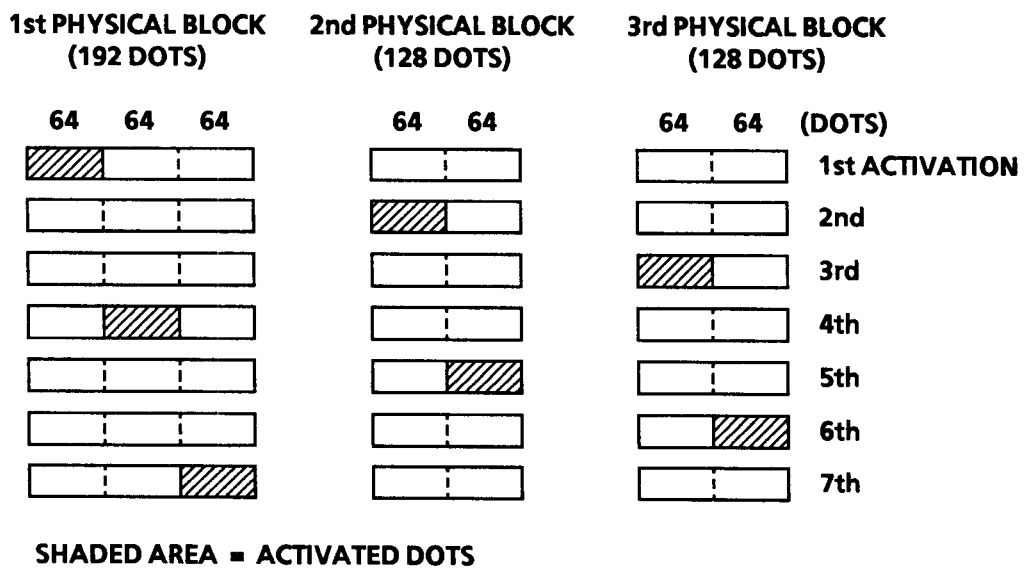 1st PHYSICAL BLOCK 2nd PHYSICAL BLOCK 3rd PHYSICAL BLOCK
(192 DOTS) (128 DOTS) (128 DOTS)
64 64 64 64 64 64 64 (DOTS)
1st ACTIVATION
2nd
3rd
4th
5th
6th
7th
SHADED AREA = ACTIVATED DOTS